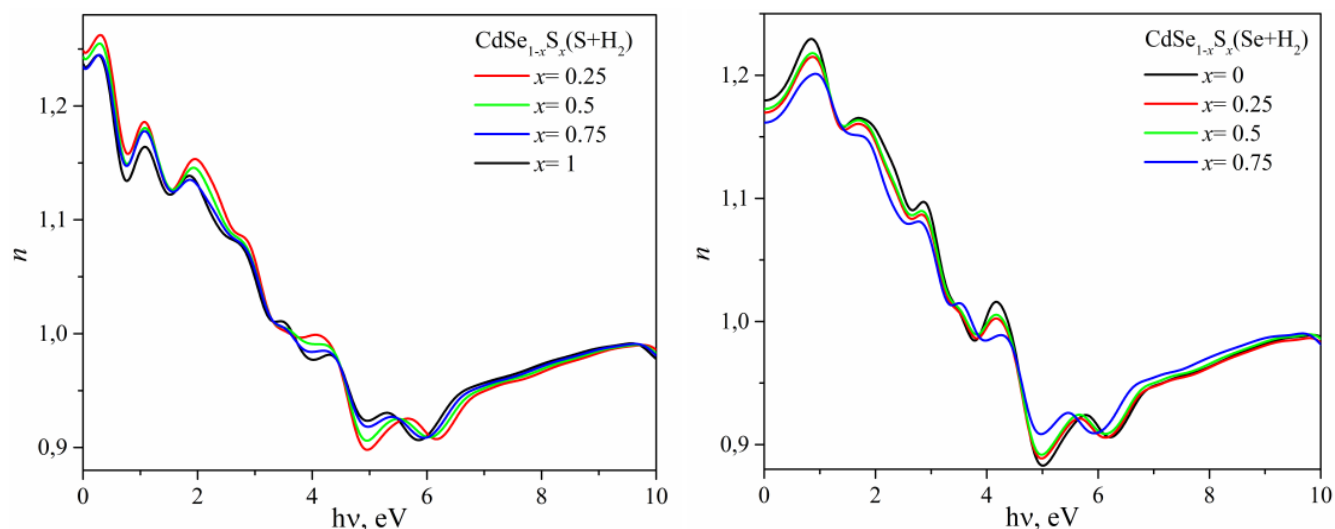 CdSe1-xSx(S+H2)
x= 0.25
x= 0.5
x= 0.75
x= 1
1,2
1,1
1,0
0,9
n
0 2 4 6 8 10
hν, eV
CdSe1-xSx(Se+H2)
x= 0
x= 0.25
x= 0.5
x= 0.75
1,2
1,1
1,0
0,9
n
0 2 4 6 8 10
hν, eV